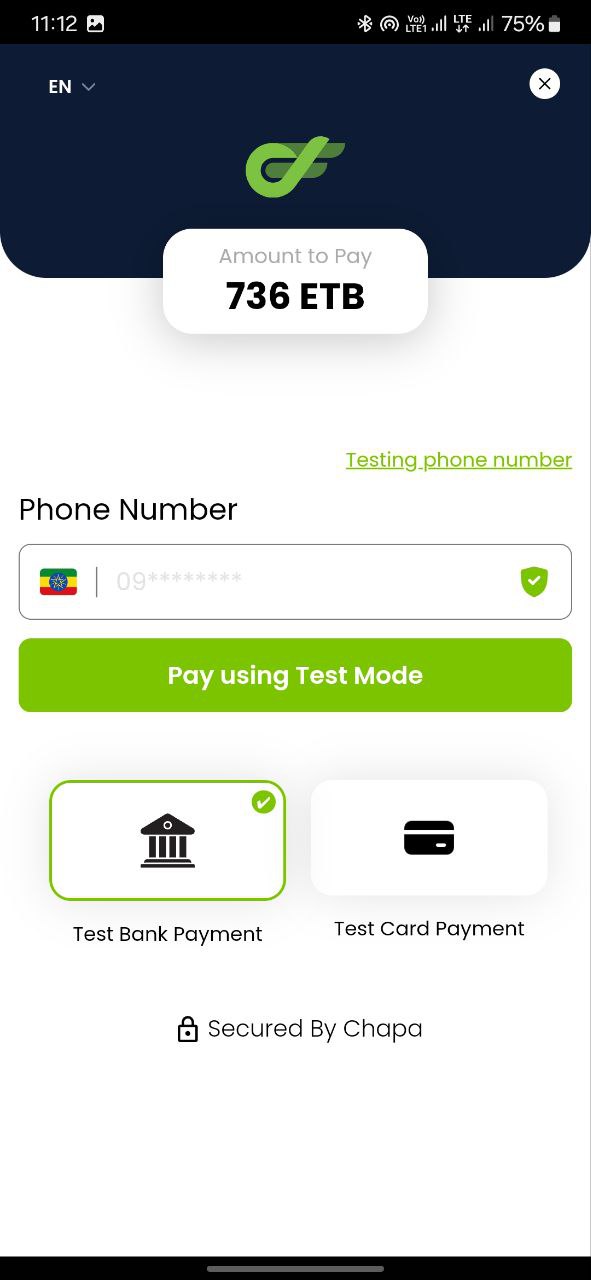 11:12 Vo)) LTE1 LTE 75%
EN
Amount to Pay
736 ETB
Testing phone number
Phone Number
09********
Pay using Test Mode
Test Bank Payment
Test Card Payment
Secured By Chapa